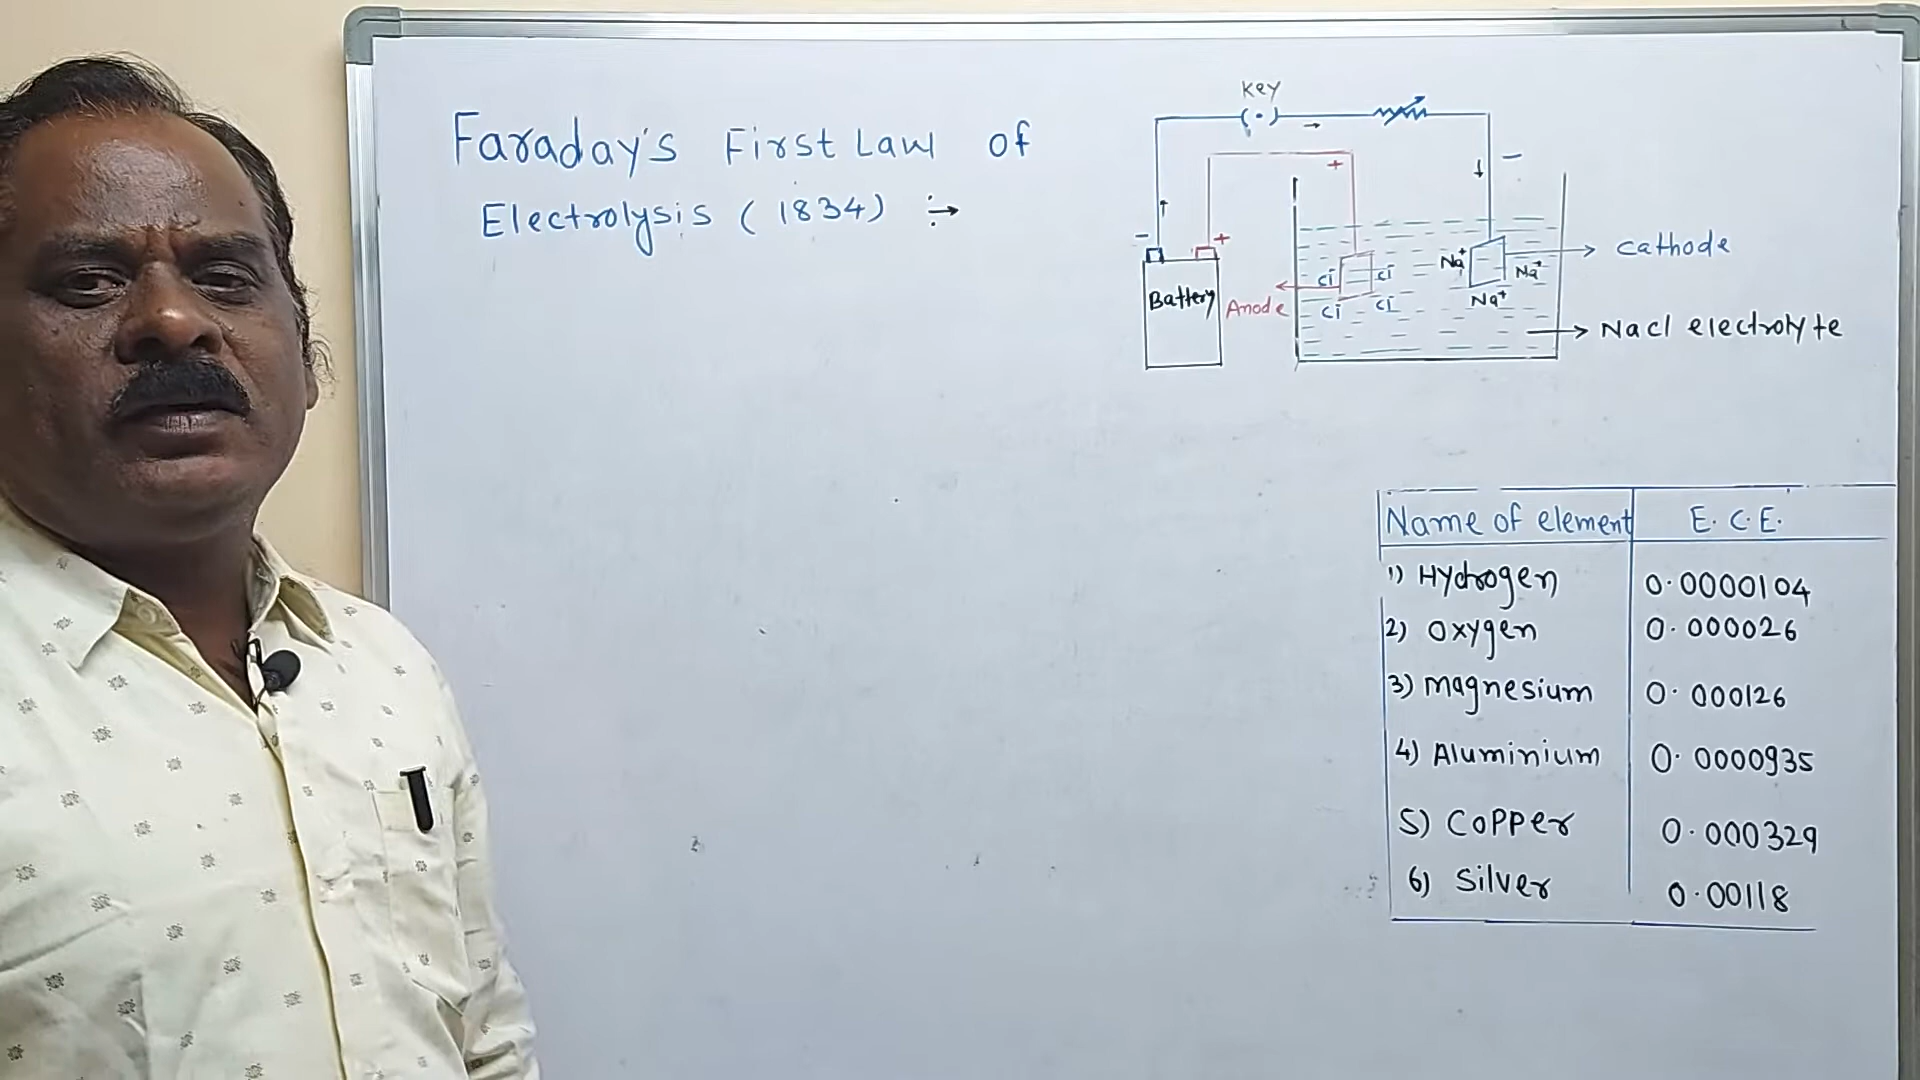 Faraday's First Law of
Electrolysis (1834) ÷→
Key
+
−
−
+
Battery
Anode
Cl⁻ Cl⁻
Cl⁻ Cl⁻
Na⁺ Na⁺
Na⁺
cathode
Nacl electrolyte
Name of element E.C.E.
1) Hydrogen 0.0000104
2) Oxygen 0.000026
3) Magnesium 0.000126
4) Aluminium 0.0000935
5) Copper 0.000329
6) Silver 0.00118